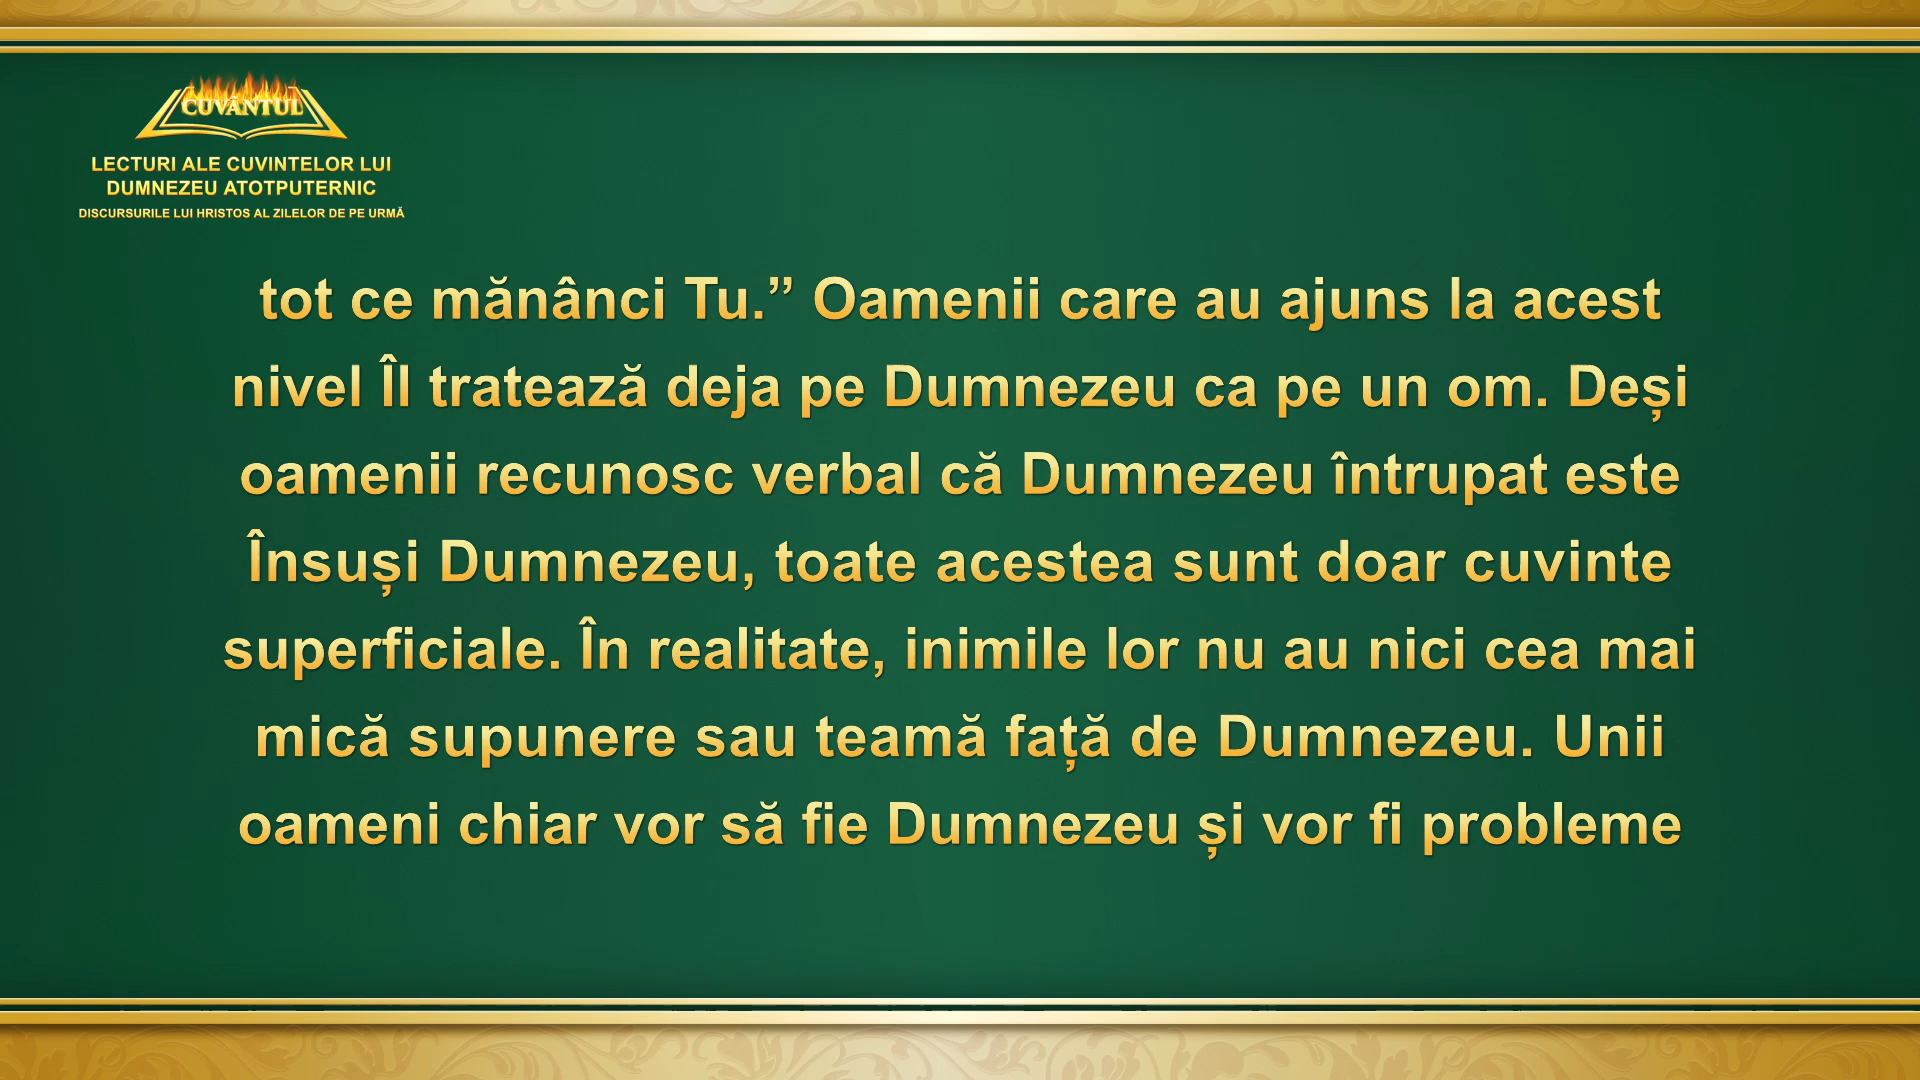 CUVÂNTUL
LECTURI ALE CUVINTELOR LUI
DUMNEZEU ATOTPUTERNIC
DISCURSURILE LUI HRISTOS AL ZILELOR DE PE URMĂ
tot ce mănânci Tu.” Oamenii care au ajuns la acest
nivel Îl tratează deja pe Dumnezeu ca pe un om. Deși
oamenii recunosc verbal că Dumnezeu întrupat este
Însuși Dumnezeu, toate acestea sunt doar cuvinte
superficiale. În realitate, inimile lor nu au nici cea mai
mică supunere sau teamă față de Dumnezeu. Unii
oameni chiar vor să fie Dumnezeu și vor fi probleme